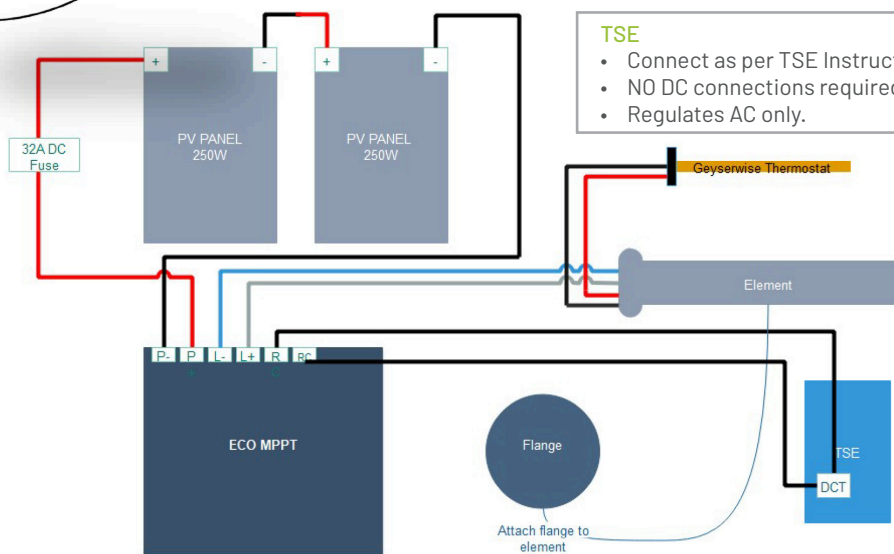 TSE
• Connect as per TSE Instruct
• NO DC connections required
• Regulates AC only.
+
-
+
-
PV PANEL
250W
PV PANEL
250W
32A DC
Fuse
Geyserwise Thermostat
Element
P-
P
+
L-
L+
R
C
RC
ECO MPPT
Flange
TSE
DCT
Attach flange to
element